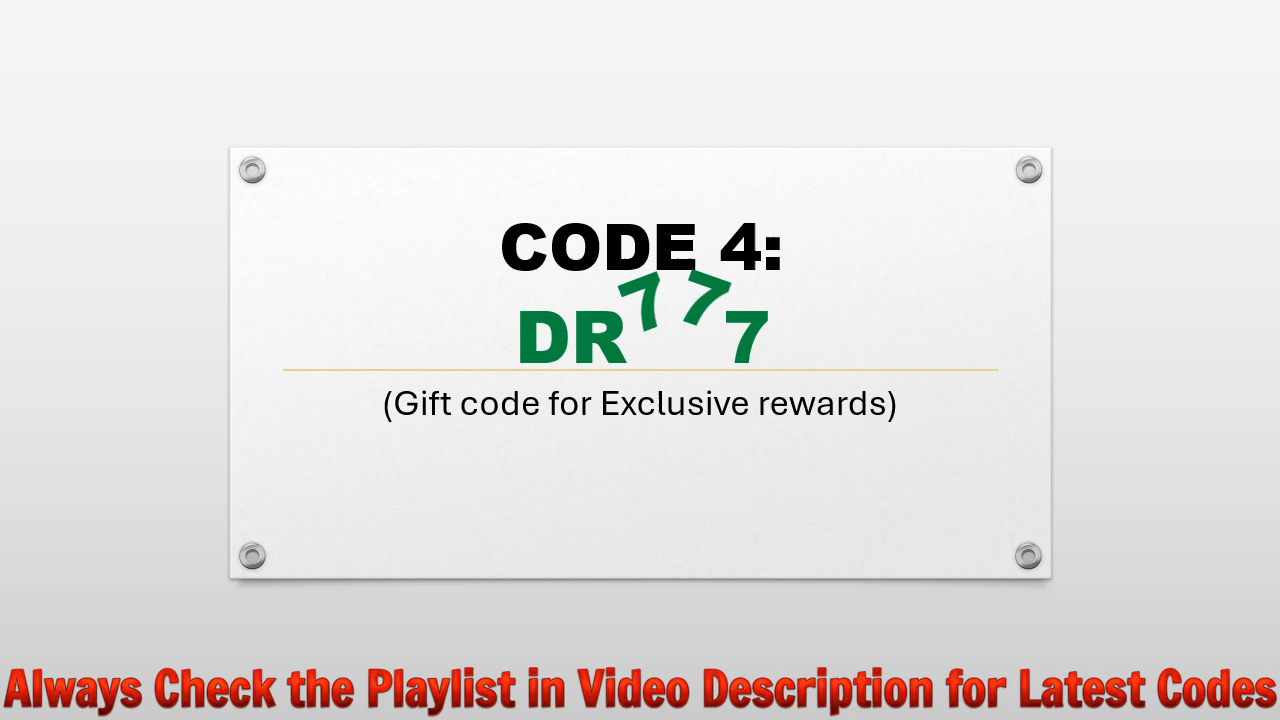 CODE 4:
DR777
(Gift code for Exclusive rewards)
Always Check the Playlist in Video Description for Latest Codes